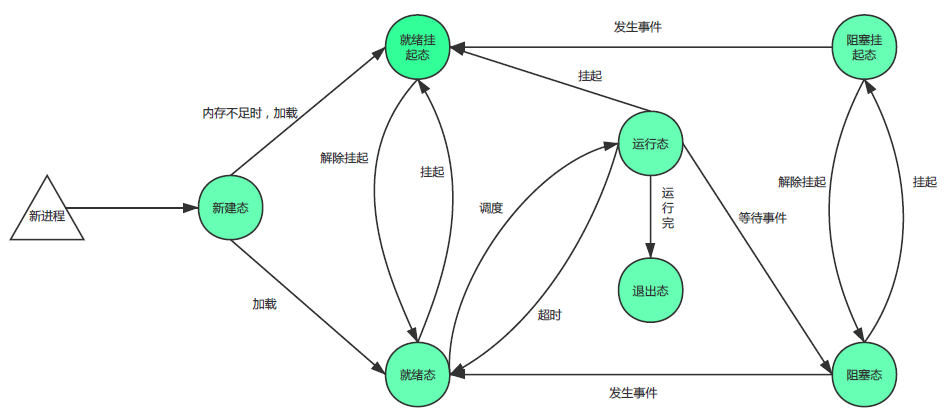 发生事件
就绪挂
起态
阻塞挂
起态
挂起
内存不足时，加载
运行态
解除挂起
挂起
解除挂起
挂起
运
行
完
新进程
新建态
调度
等待事件
退出态
加载
超时
就绪态
阻塞态
发生事件